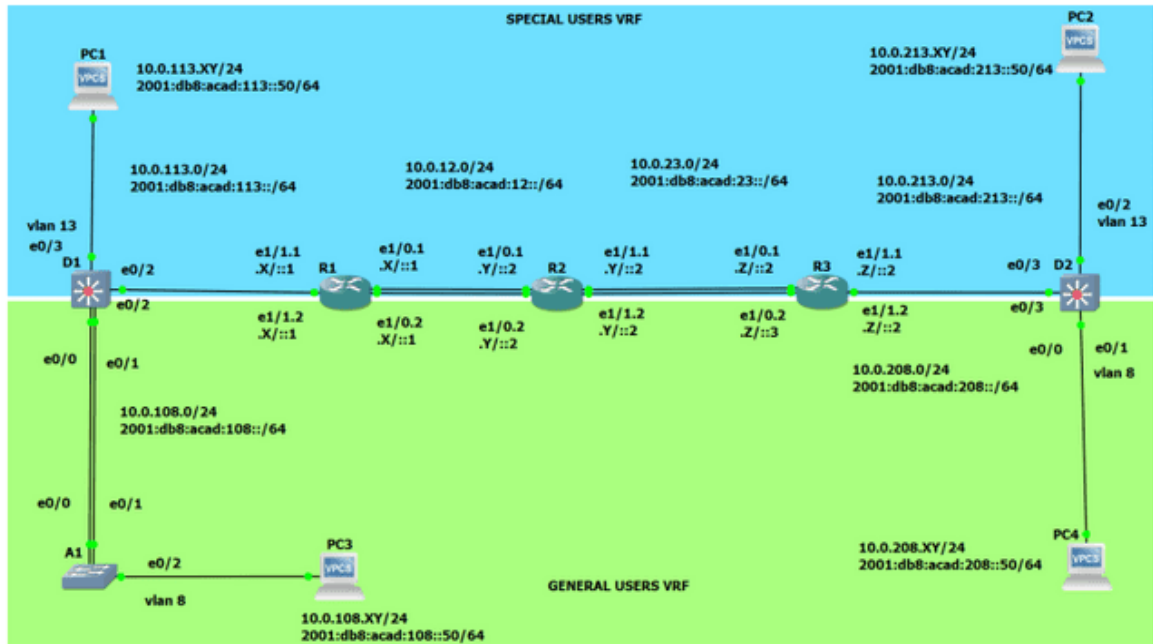 SPECIAL USERS VRF
PC1
VPCS
10.0.113.XY/24
2001:db8:acad:113::50/64
PC2
VPCS
10.0.213.XY/24
2001:db8:acad:213::50/64
10.0.113.0/24
2001:db8:acad:113::/64
10.0.12.0/24
2001:db8:acad:12::/64
10.0.23.0/24
2001:db8:acad:23::/64
10.0.213.0/24
2001:db8:acad:213::/64
vlan 13
e0/3
D1
e0/2
e0/2
e1/1.1
.X/::1
R1
e1/0.1
.X/::1
e1/0.1
.Y/::2
R2
e1/1.1
.Y/::2
e1/0.1
.Z/::2
R3
e1/1.1
.Z/::2
e0/2
vlan 13
e0/3
D2
e1/1.2
.X/::1
e1/0.2
.X/::1
e1/0.2
.Y/::2
e1/1.2
.Y/::2
e1/0.2
.Z/::3
e1/1.2
.Z/::2
e0/3
e0/0
e0/1
vlan 8
e0/0
e0/1
10.0.108.0/24
2001:db8:acad:108::/64
10.0.208.0/24
2001:db8:acad:208::/64
e0/0
e0/1
A1
e0/2
vlan 8
PC3
VPCS
10.0.108.XY/24
2001:db8:acad:108::50/64
PC4
VPCS
10.0.208.XY/24
2001:db8:acad:208::50/64
GENERAL USERS VRF